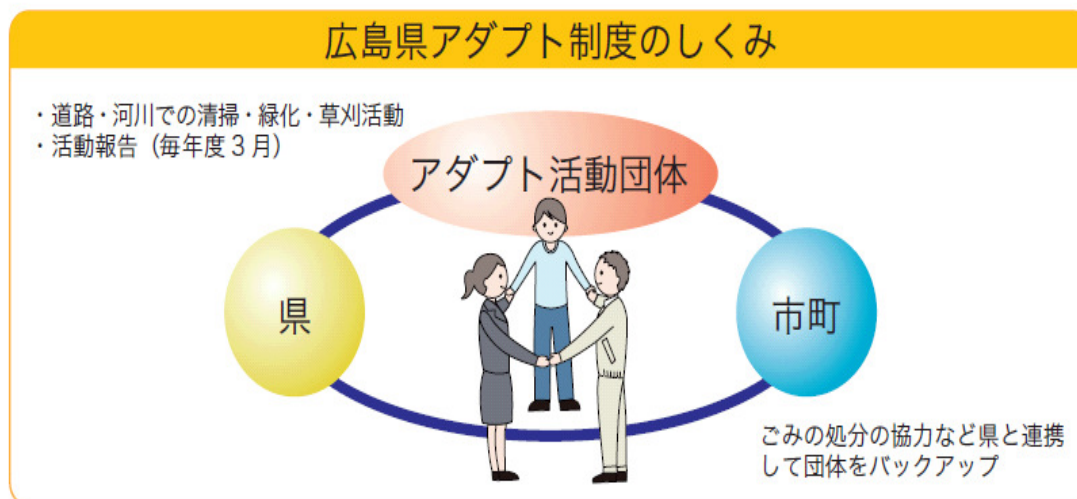 広島県アダプト制度のしくみ
・道路・河川での清掃・緑化・草刈活動
・活動報告（毎年度３月）
アダプト活動団体
県
市町
ごみの処分の協力など県と連携
して団体をバックアップ